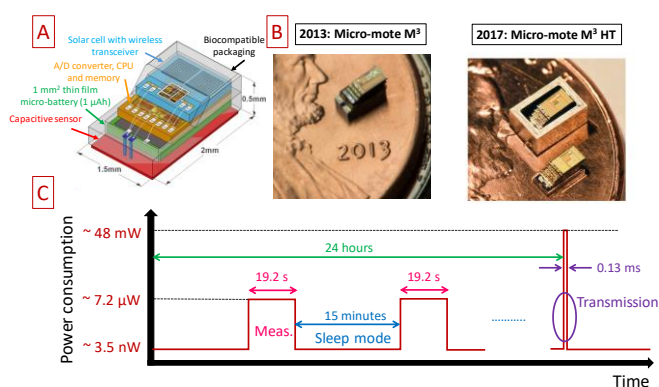 A
Solar cell with wireless
transceiver
A/D converter, CPU
and memory
1 mm² thin film
micro-battery (1 µAh)
Capacitive sensor
Biocompatible
packaging
0.5mm
2mm
1.5mm
B
2013: Micro-mote M³
2013
2017: Micro-mote M³ HT
C
Power consumption
~ 48 mW
~ 7.2 µW
~ 3.5 nW
24 hours
19.2 s
19.2 s
0.13 ms
15 minutes
Meas.
Sleep mode
Transmission
Time